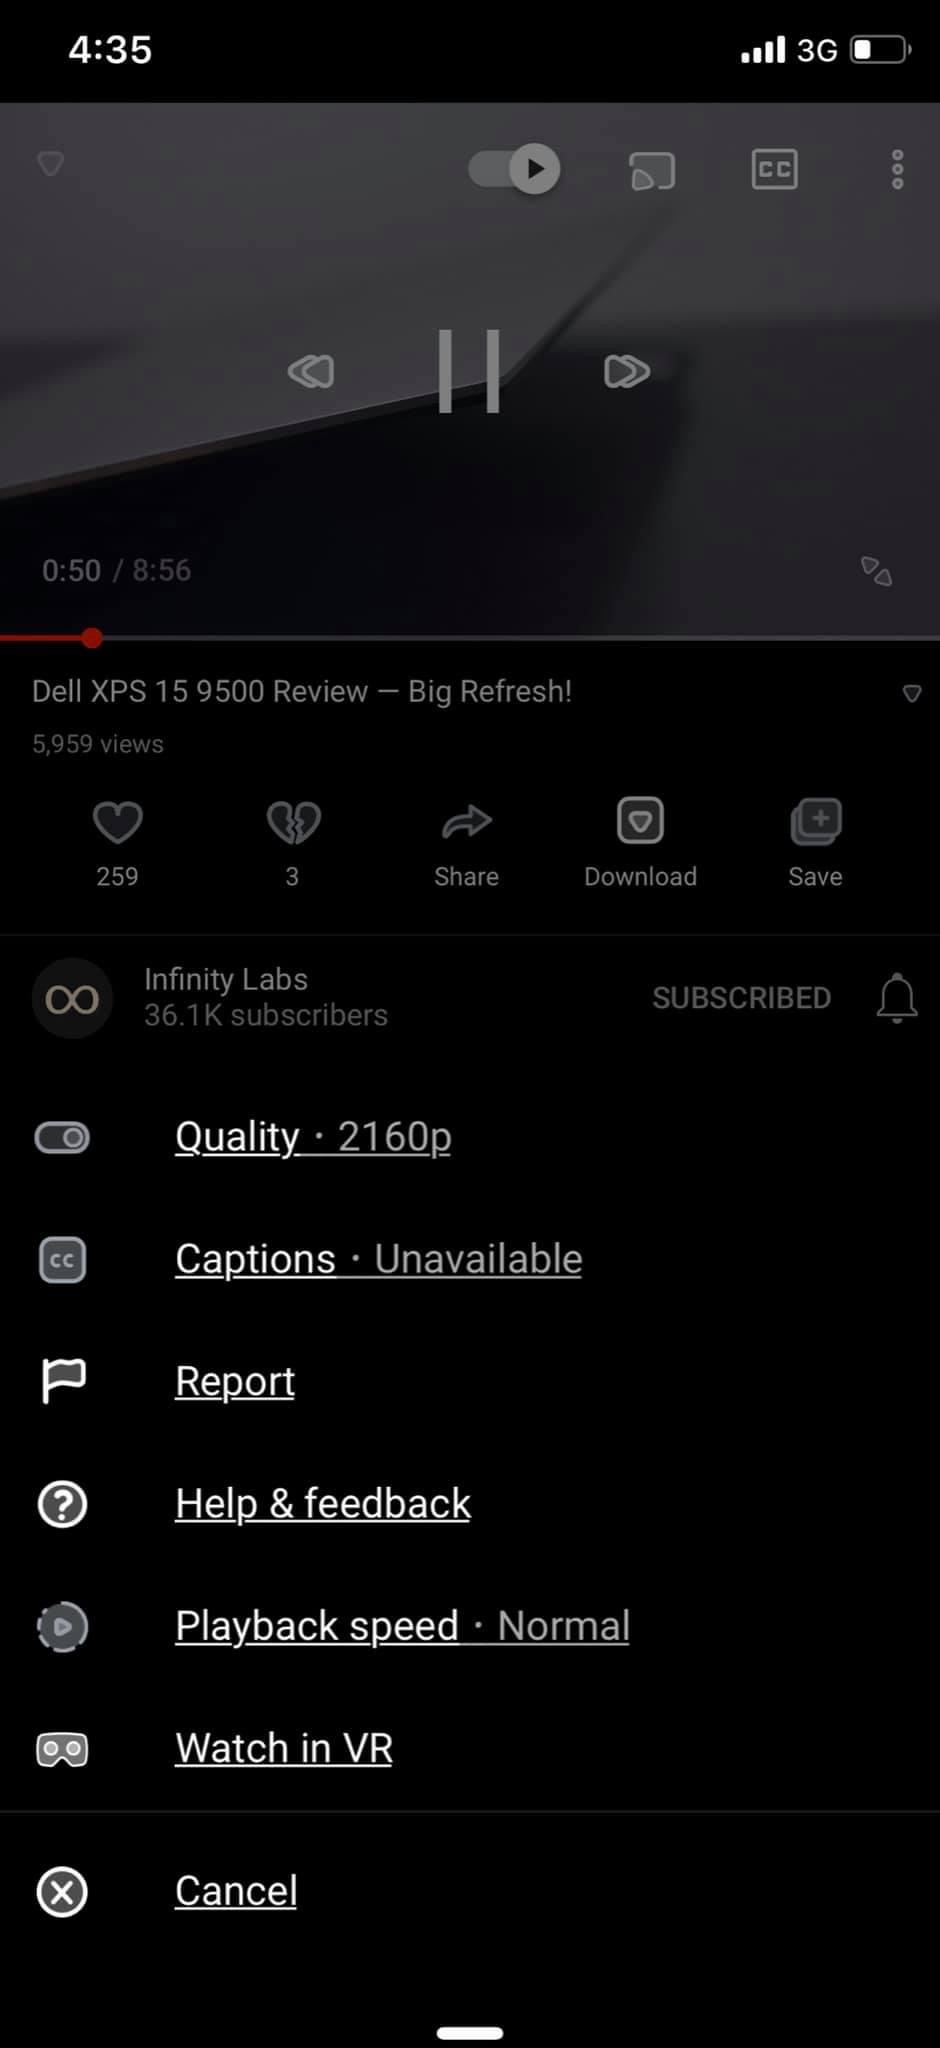 4:35
3G
CC
0:50 / 8:56
Dell XPS 15 9500 Review – Big Refresh!
5,959 views
259
3
Share
Download
Save
Infinity Labs
36.1K subscribers
SUBSCRIBED
Quality · 2160p
CC
Captions · Unavailable
Report
Help & feedback
Playback speed · Normal
Watch in VR
Cancel